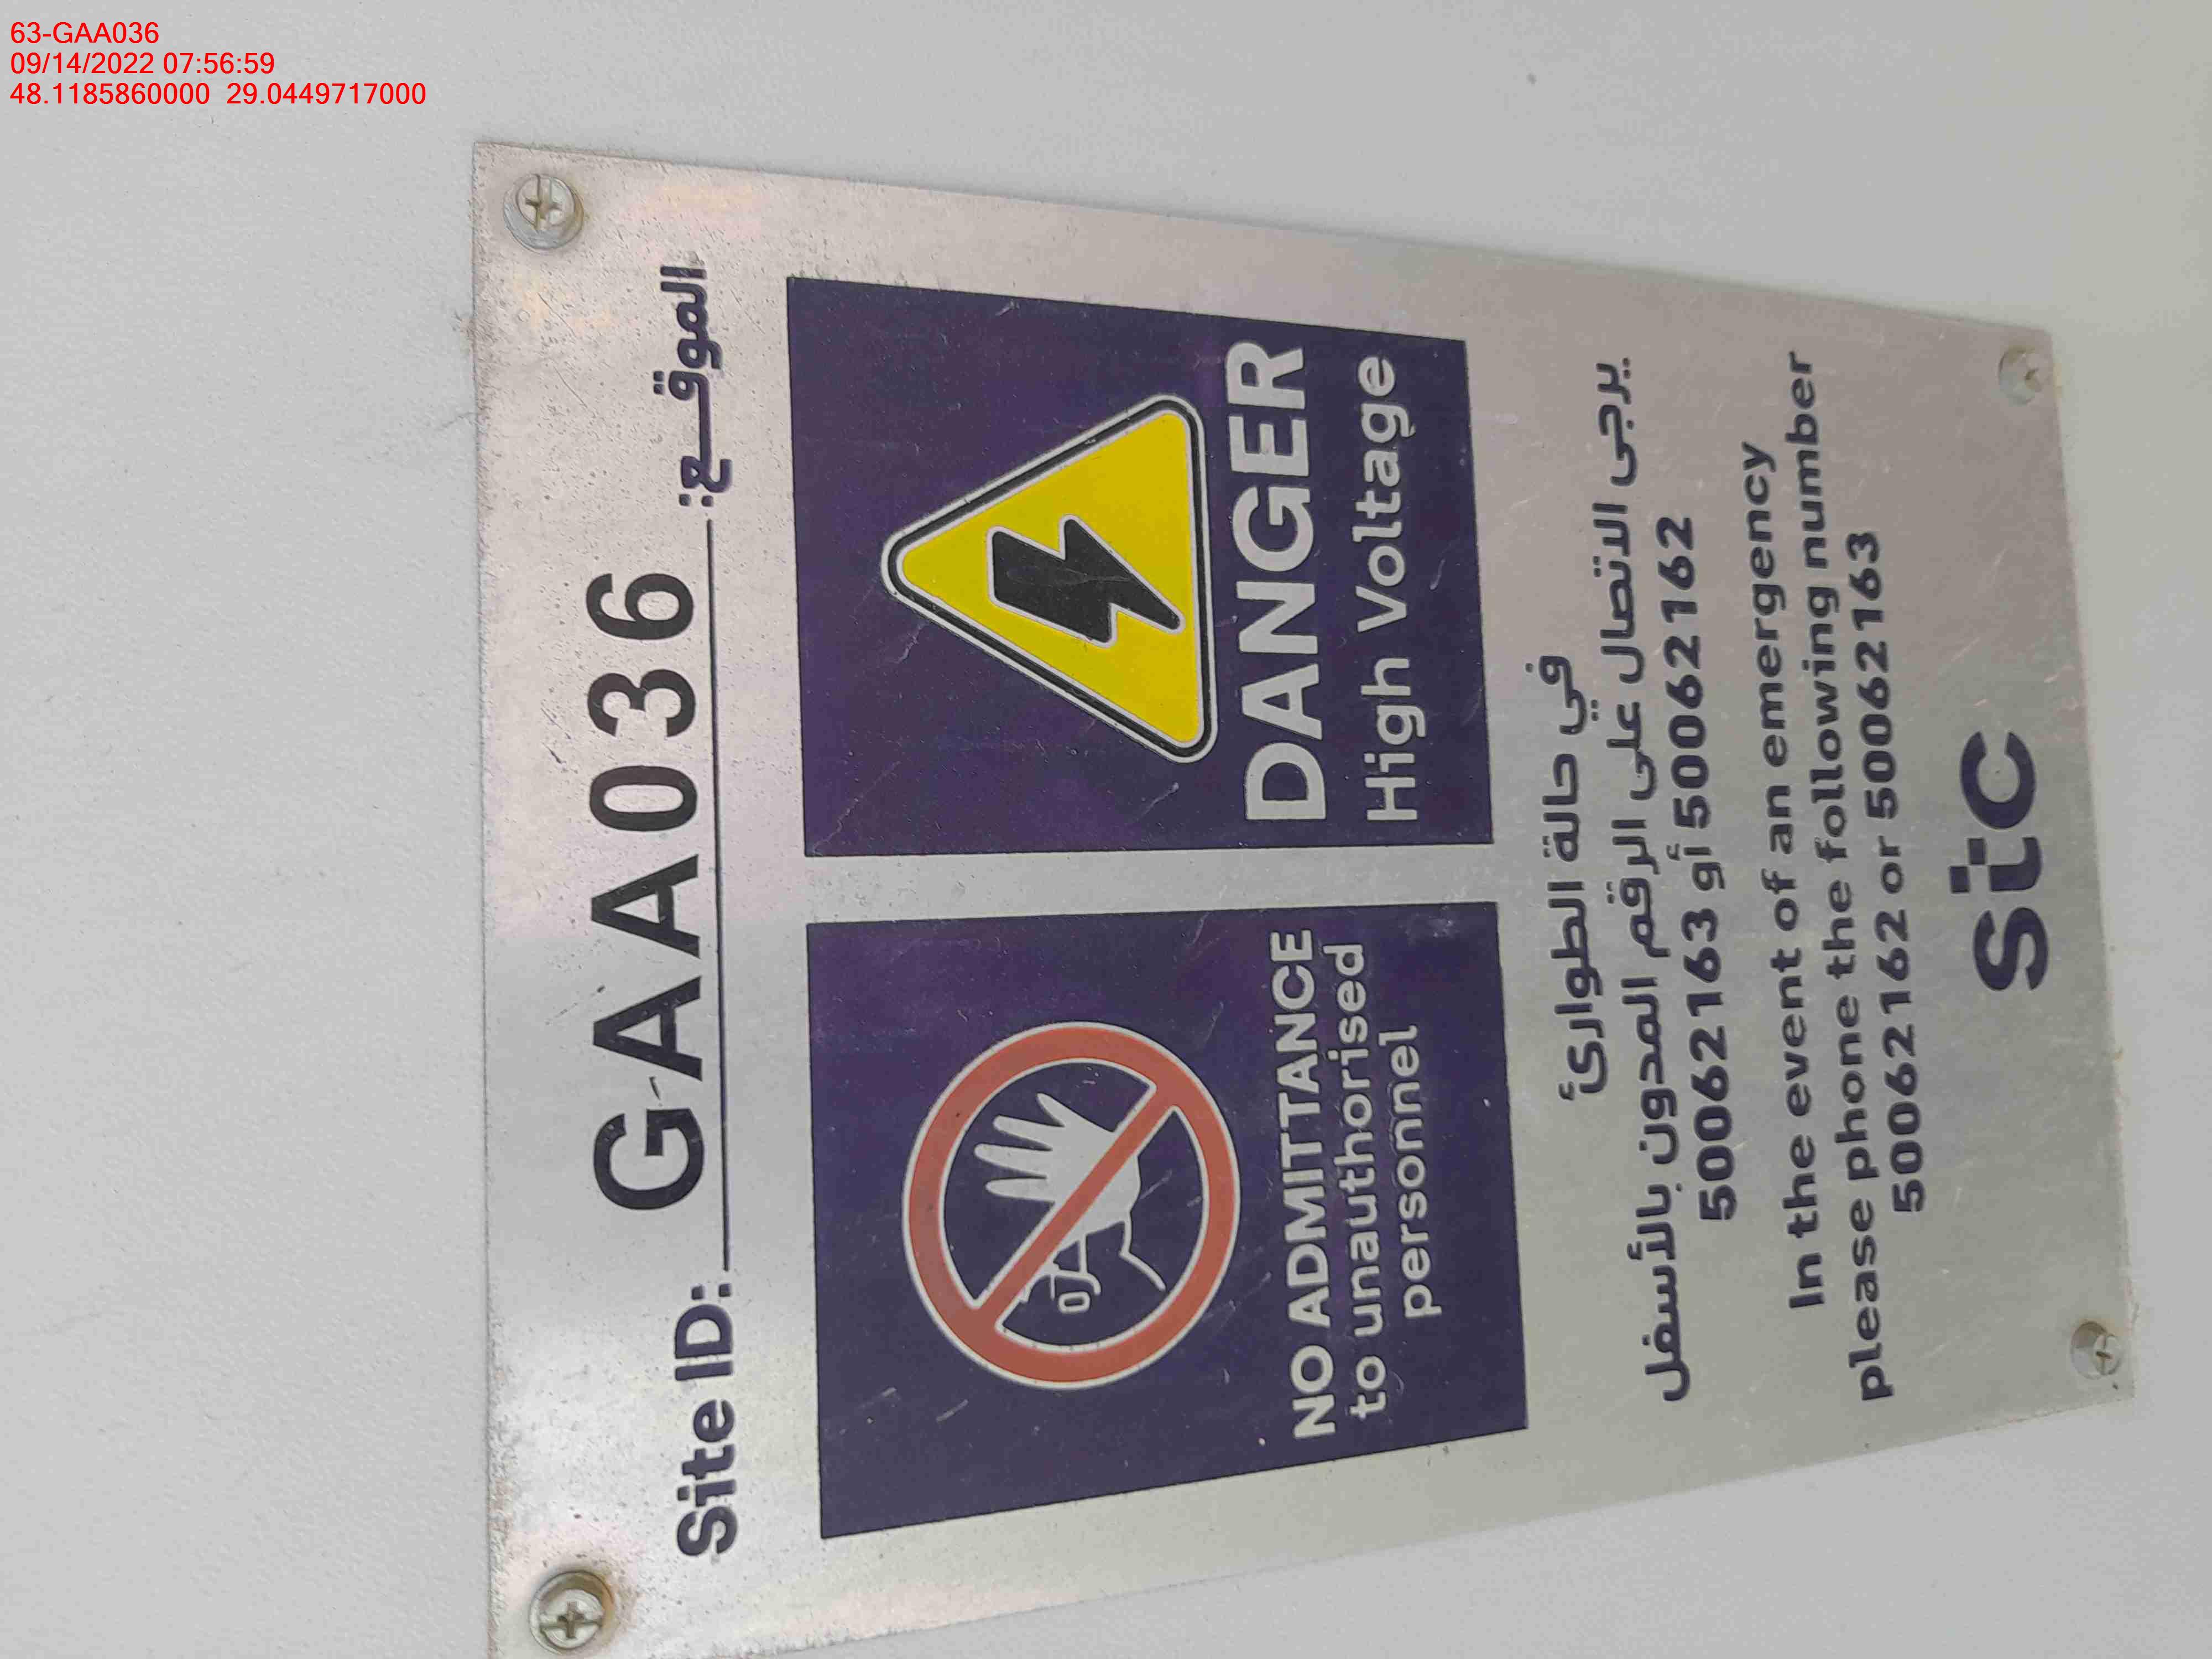 63-GAA036
09/14/2022 07:56:59
48.1185860000 29.0449717000
Site ID: GAA036 الموقـــع:
NO ADMITTANCE
to unauthorised
personnel
DANGER
High Voltage
في حالة الطوارئ
يرجى الاتصال على الرقم المدون بالأسفل
50062163 أو 50062162
In the event of an emergency
please phone the following number
50062162 or 50062163
stc